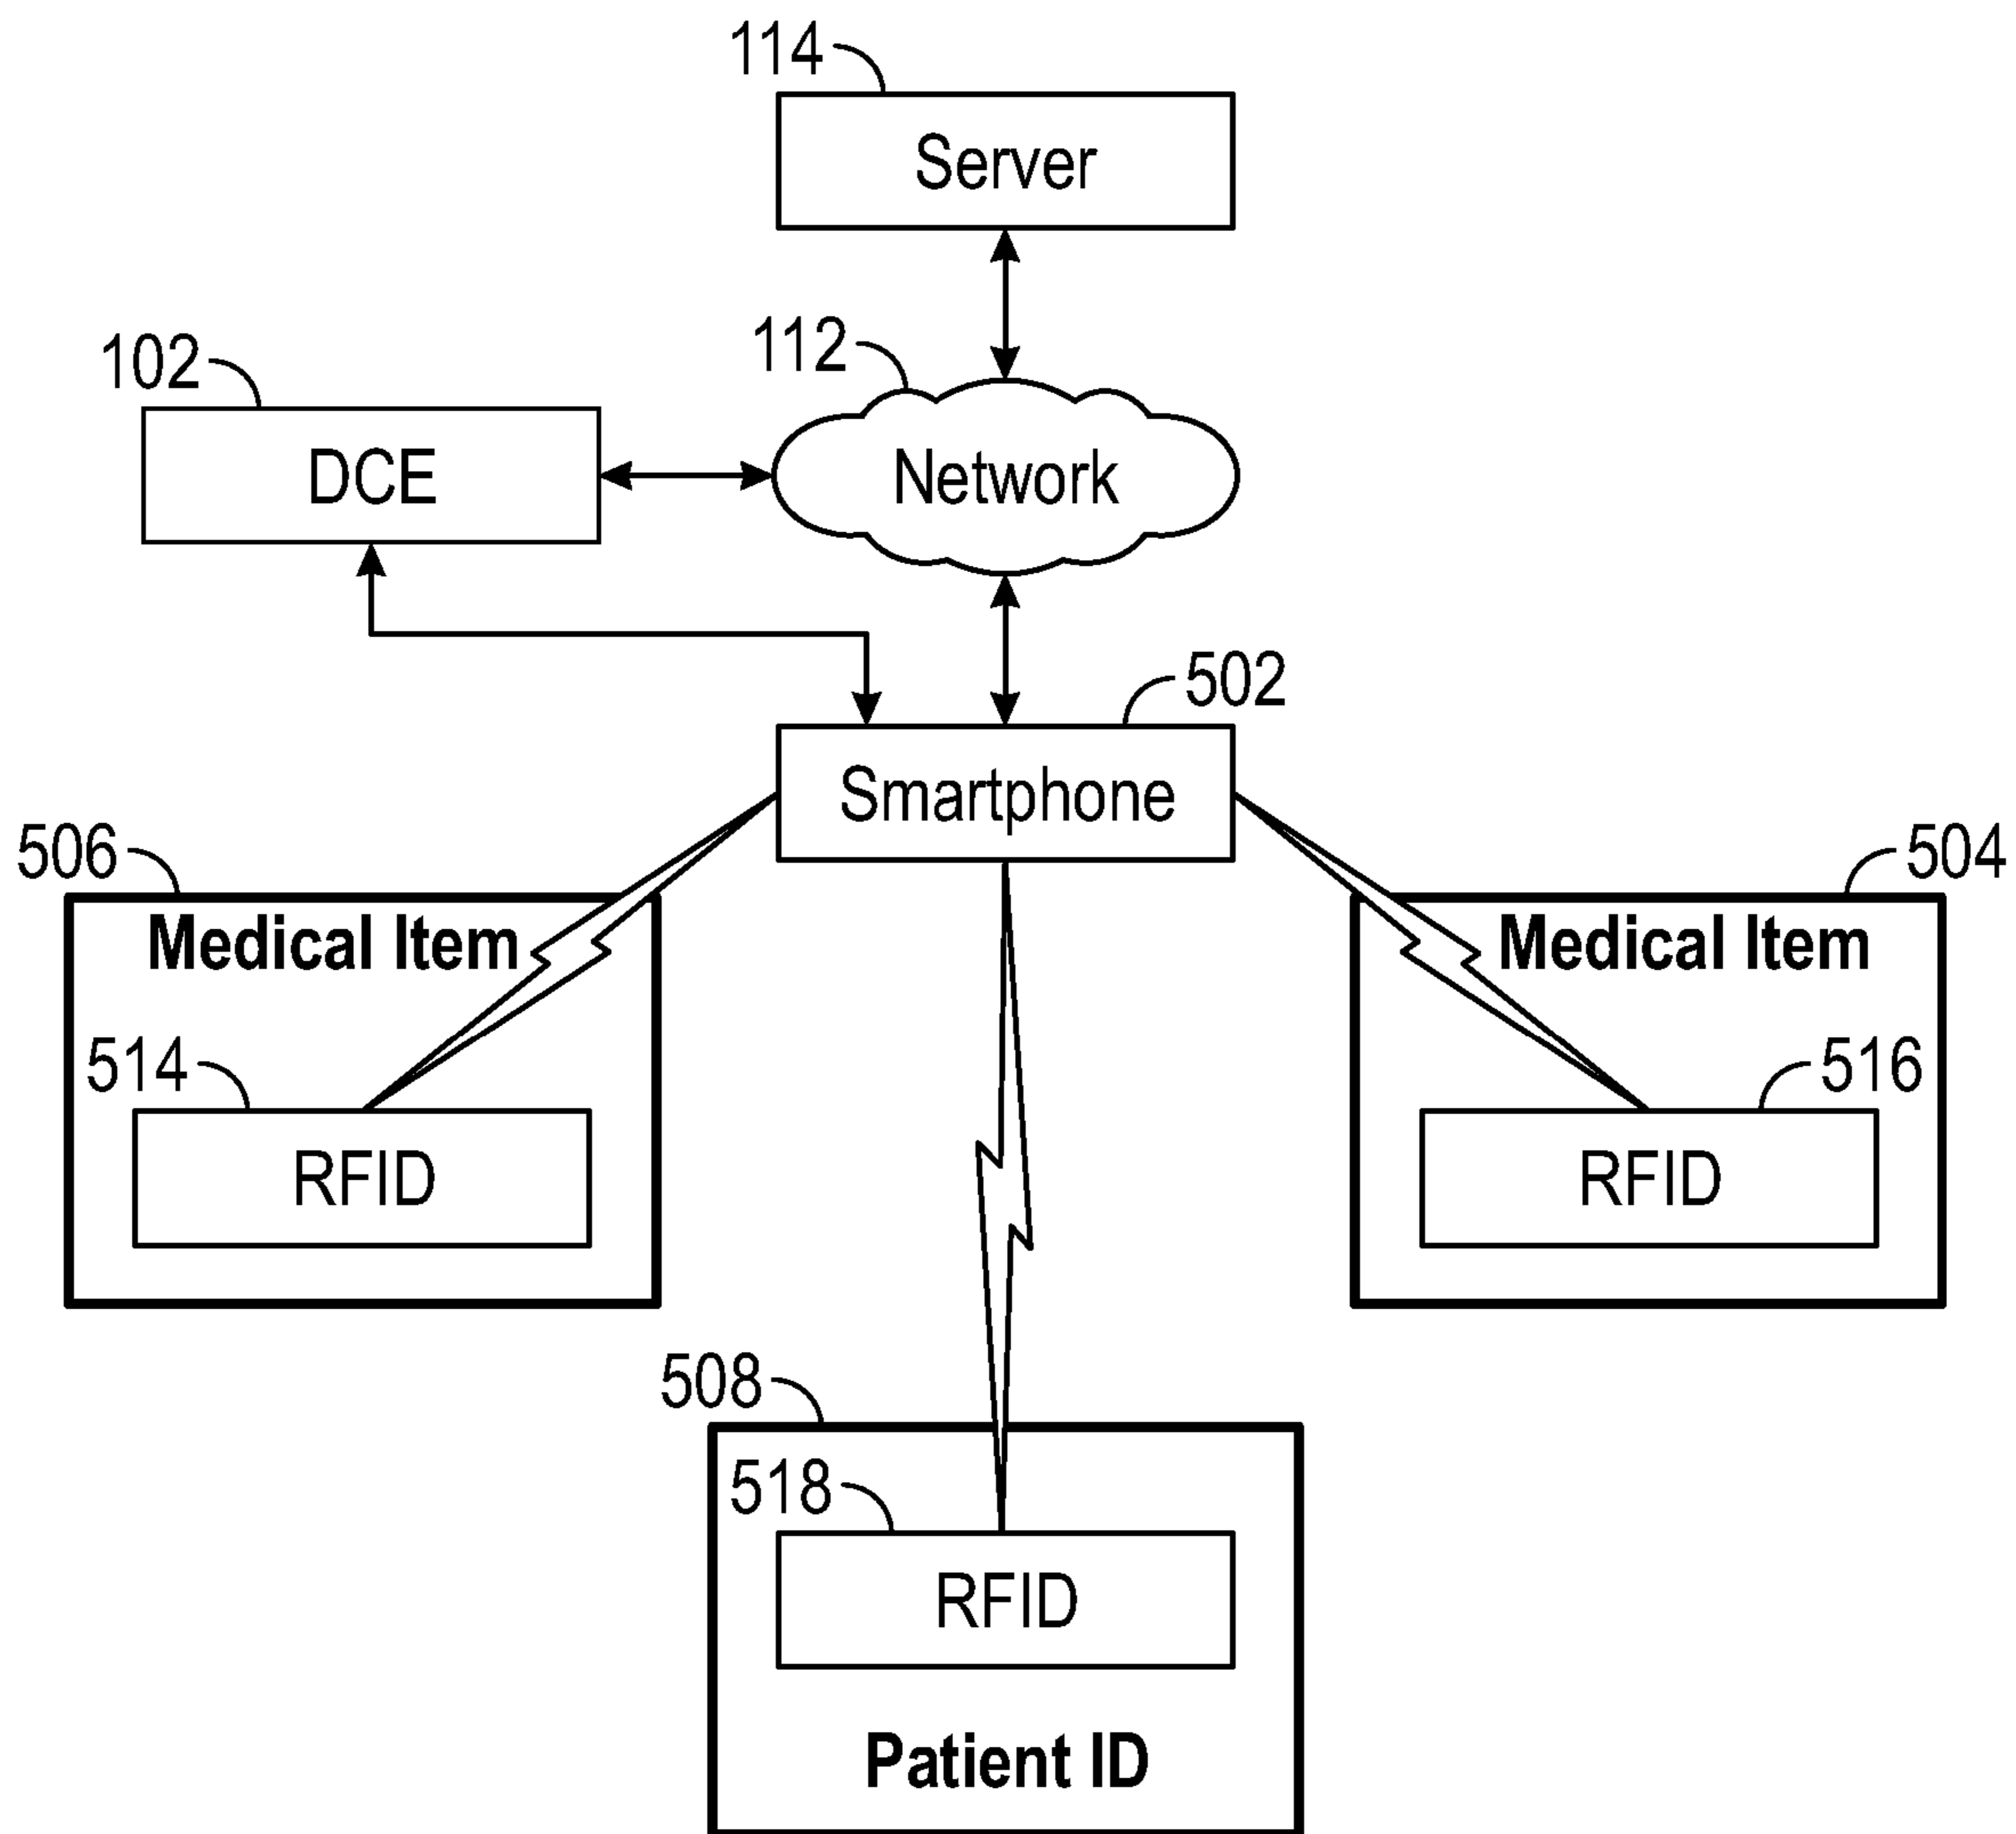 114
Server
112
102
DCE
Network
502
Smartphone
506
504
Medical Item
Medical Item
514
516
RFID
RFID
508
518
RFID
Patient ID